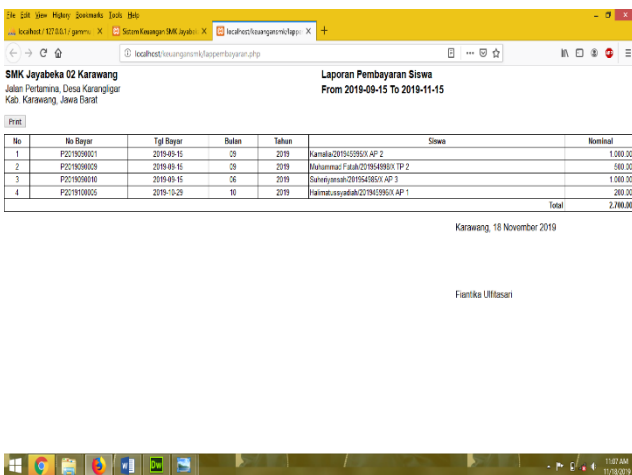 File Edit View History Bookmarks Tools Help
localhost / 127.0.0.1 / gammu X Sistem Keuangan SMK Jayabek X localhost/keuangansmk/lappe X +
localhost/keuangansmk/lappembayaran.php
SMK Jayabeka 02 Karawang
Laporan Pembayaran Siswa
Jalan Pertamina, Desa Karangligar
From 2019-09-15 To 2019-11-15
Kab. Karawang, Jawa Barat
Print
No No Bayar Tgl Bayar Bulan Tahun Siswa Nominal
1 P2019090001 2019-09-15 09 2019 Kamalia/201945995/X AP 2 1.000.00
2 P2019090009 2019-09-15 09 2019 Muhammad Fatah/201954998/X TP 2 500.00
3 P2019090010 2019-09-15 06 2019 Suheriyansah/201954985/X AP 3 1.000.00
4 P2019100005 2019-10-29 10 2019 Halimatussyadiah/201945996/X AP 1 200.00
Total 2.700.00
Karawang, 18 November 2019
Fiantika Ulfitasari
Dw
11:07 AM
11/18/2019